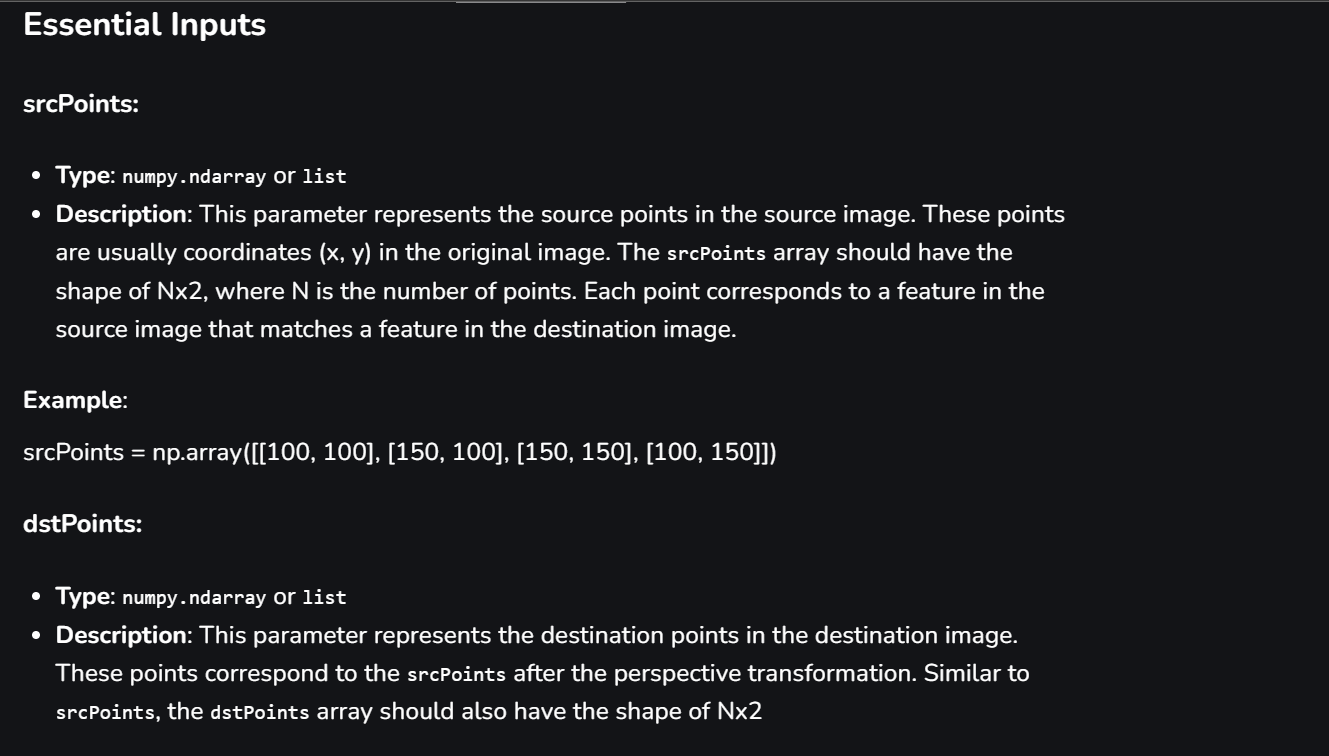 Essential Inputs
srcPoints:
• Type: numpy.ndarray or list
• Description: This parameter represents the source points in the source image. These points
are usually coordinates (x, y) in the original image. The srcPoints array should have the
shape of Nx2, where N is the number of points. Each point corresponds to a feature in the
source image that matches a feature in the destination image.
Example:
srcPoints = np.array([[100, 100], [150, 100], [150, 150], [100, 150]])
dstPoints:
• Type: numpy.ndarray or list
• Description: This parameter represents the destination points in the destination image.
These points correspond to the srcPoints after the perspective transformation. Similar to
srcPoints, the dstPoints array should also have the shape of Nx2